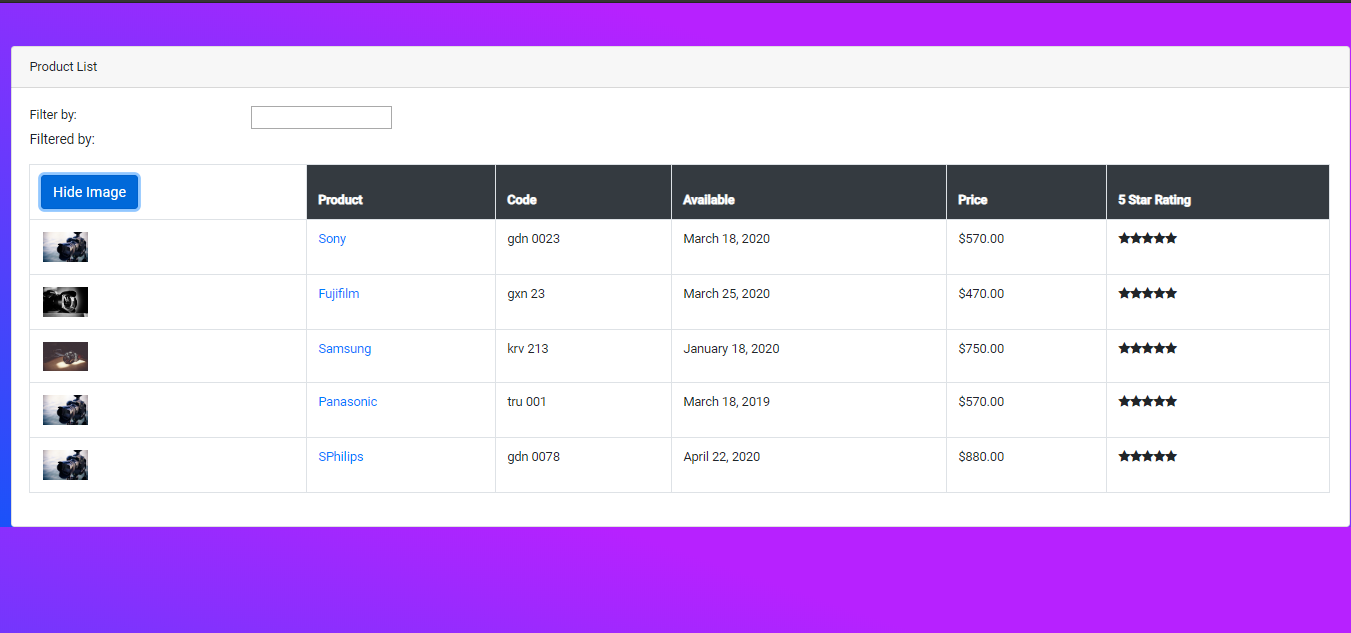 Product List
Filter by:
Filtered by:
Hide Image Product Code Available Price 5 Star Rating
Sony gdn 0023 March 18, 2020 $570.00
Fujifilm gxn 23 March 25, 2020 $470.00
Samsung krv 213 January 18, 2020 $750.00
Panasonic tru 001 March 18, 2019 $570.00
SPhilips gdn 0078 April 22, 2020 $880.00